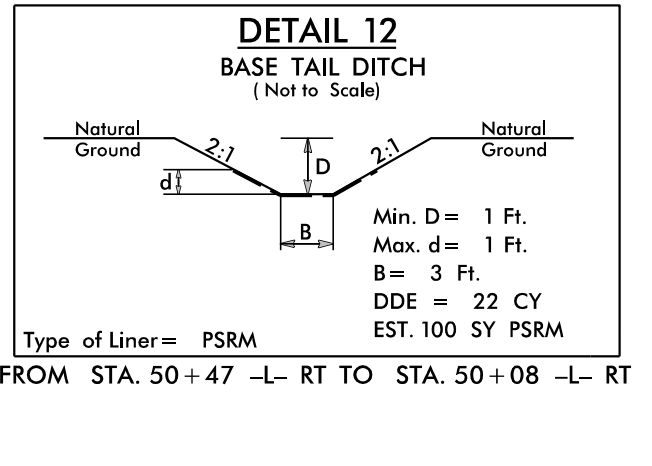 DETAIL 12
BASE TAIL DITCH
( Not to Scale)
Natural
Ground
2:1
D
2:1
Natural
Ground
d
B
Min. D = 1 Ft.
Max. d = 1 Ft.
B = 3 Ft.
DDE = 22 CY
EST. 100 SY PSRM
Type of Liner = PSRM
FROM STA. 50+47 -L- RT TO STA. 50+08 -L- RT